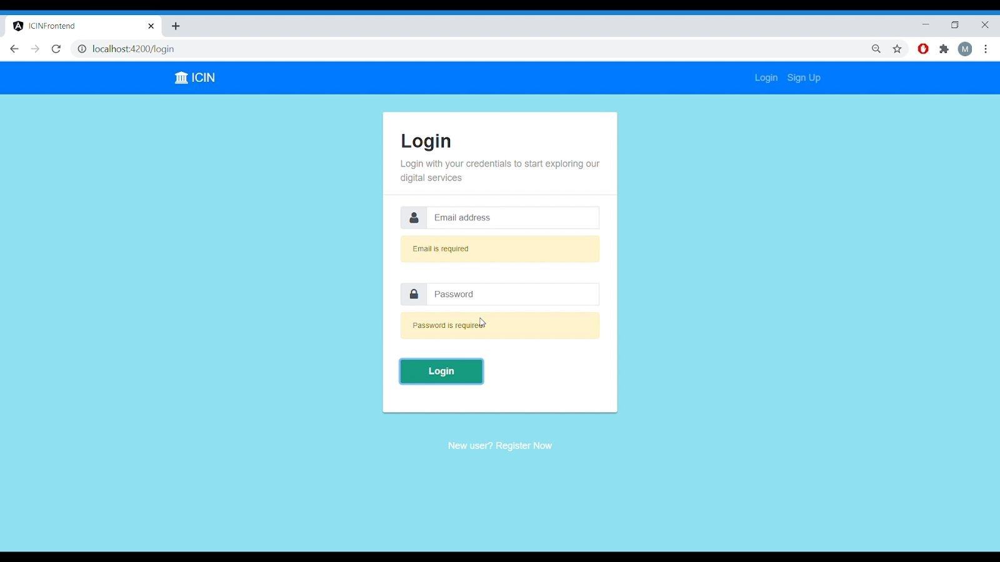 ICINFrontend
localhost:4200/login
M
ICIN
Login
Sign Up
Login
Login with your credentials to start exploring our
digital services
Email address
Email is required
Password
Password is required
Login
New user? Register Now